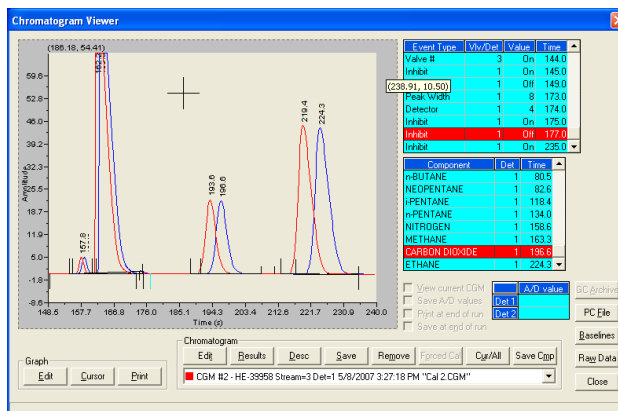 Chromatogram Viewer
(186.18, 54.41)
59.6
52.8
46.0
39.2
32.3
25.5
18.7
11.9
5.0
-1.8
-8.6
Amplitude
157.8
193.6
196.6
219.4
224.3
148.5 157.7 166.8 176.0 185.1 194.3 203.4 212.6 221.7 230.9 240.0
Time (s)
(238.91, 10.50)
Event Type Vlv/Det Value Time
Valve # 3 On 144.0
Inhibit 1 On 145.0
Inhibit 1 Off 149.0
Peak Width 8 173.0
Detector 4 174.0
Inhibit 1 On 175.0
Inhibit 1 Off 177.0
Inhibit 1 On 235.0
Component Det Time
n-BUTANE 1 80.5
NEOPENTANE 1 82.6
i-PENTANE 1 118.4
n-PENTANE 1 134.0
NITROGEN 1 158.6
METHANE 1 163.3
CARBON DIOXIDE 1 196.6
ETHANE 1 224.3
View current CGM
Save A/D values
Print at end of run
Save at end of run
A/D value
Det 1
Det 2
GC Archive
PC File
Baselines
Raw Data
Close
Graph
Edit Cursor Print
Chromatogram
Edit Results Desc Save Remove Forced Cal Cur/All Save Cmp
CGM #2 - HE-39958 Stream=3 Det=1 5/8/2007 3:27:18 PM "Cal 2.CGM"